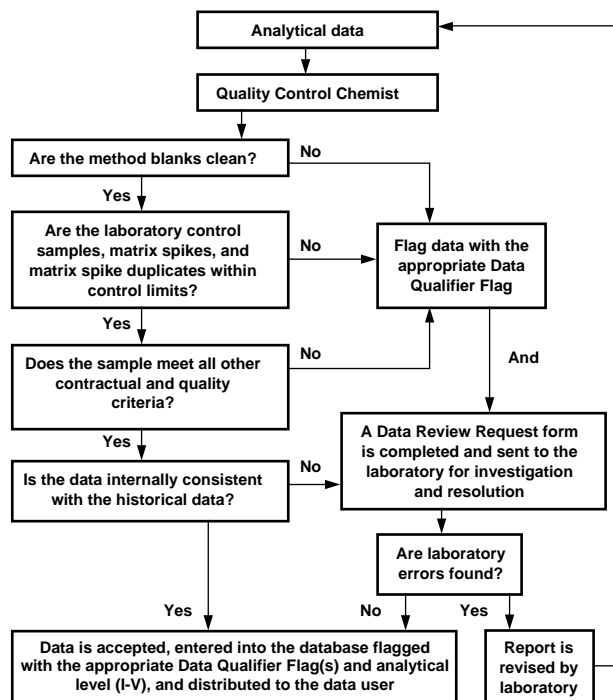 Analytical data
Quality Control Chemist
Are the method blanks clean?
No
Yes
Are the laboratory control
samples, matrix spikes, and
matrix spike duplicates within
control limits?
No
Flag data with the
appropriate Data
Qualifier Flag
Yes
Does the sample meet all other
contractual and quality
criteria?
No
And
Yes
A Data Review Request form
is completed and sent to the
laboratory for investigation
and resolution
Is the data internally consistent
with the historical data?
No
Are laboratory
errors found?
Yes
No
Yes
Data is accepted, entered into the database flagged
with the appropriate Data Qualifier Flag(s) and analytical
level (I-V), and distributed to the data user
Report is
revised by
laboratory